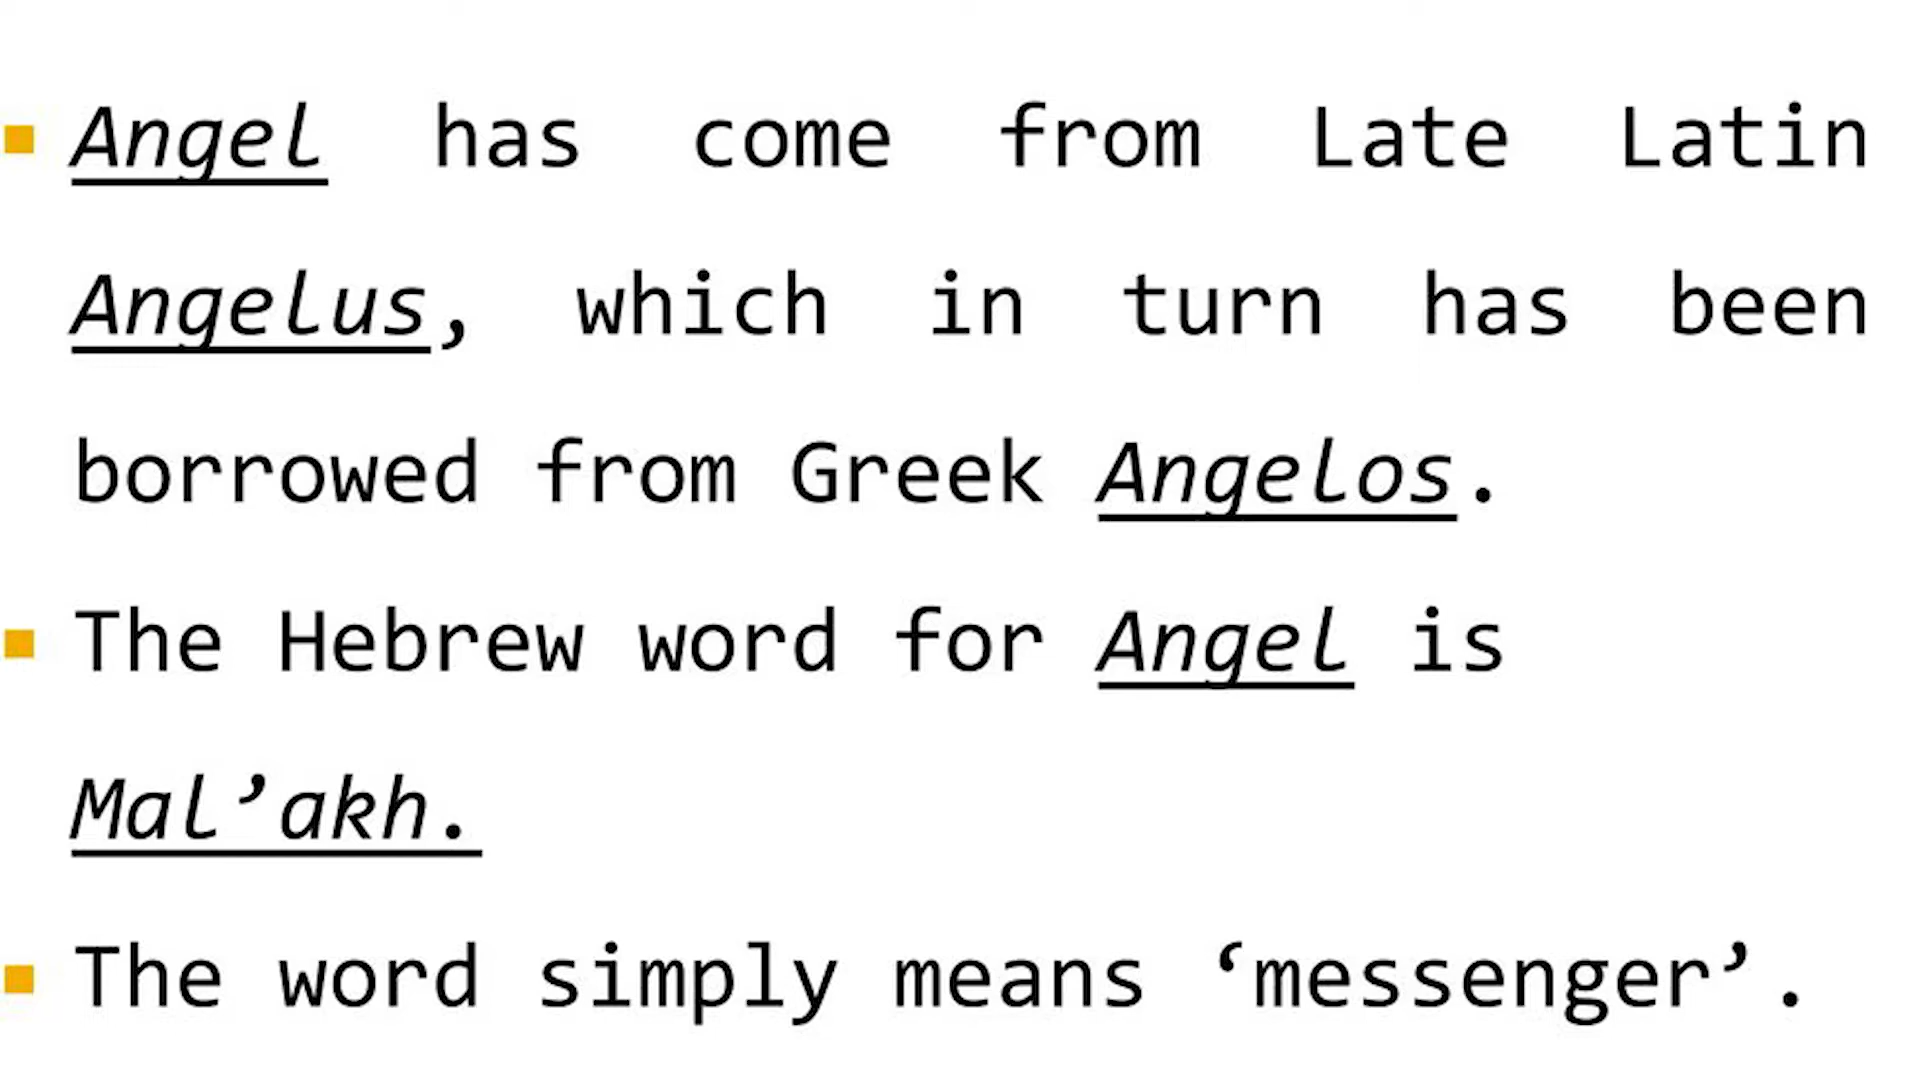 Angel has come from Late Latin
Angelus, which in turn has been
borrowed from Greek Angelos.
The Hebrew word for Angel is
Mal’akh.
The word simply means ‘messenger’.